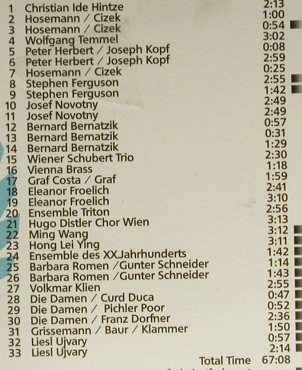 1 Christian Ide Hintze 2:13
2 Hosemann / Cizek 1:00
3 Hosemann / Cizek 0:54
4 Wolfgang Temmel 3:02
5 Peter Herbert / Joseph Kopf 0:08
6 Peter Herbert / Joseph Kopf 2:59
7 Hosemann / Cizek 0:25
8 Stephen Ferguson 2:55
9 Stephen Ferguson 1:42
10 Josef Novotny 2:49
11 Josef Novotny 2:49
12 Bernard Bernatzik 0:57
13 Bernard Bernatzik 0:31
14 Bernard Bernatzik 1:29
15 Wiener Schubert Trio 2:30
16 Vienna Brass 1:18
17 Graf Costa / Graf 1:59
18 Eleanor Froelich 2:41
19 Eleanor Froelich 3:10
20 Ensemble Triton 2:56
21 Hugo Distler Chor Wien 3:13
22 Ming Wang 3:12
23 Hong Lei Ying 3:11
24 Ensemble des XX.Jahrhunderts 1:42
25 Barbara Romen /Gunter Schneider 1:14
26 Barbara Romen /Gunter Schneider 1:43
27 Volkmar Klien 2:55
28 Die Damen / Curd Duca 0:47
29 Die Damen / Pichler Poor 0:52
30 Die Damen / Franz Dorfner 2:36
31 Grissemann / Baur / Klammer 1:50
32 Liesl Ujvary 0:57
33 Liesl Ujvary 2:14
Total Time 67:08